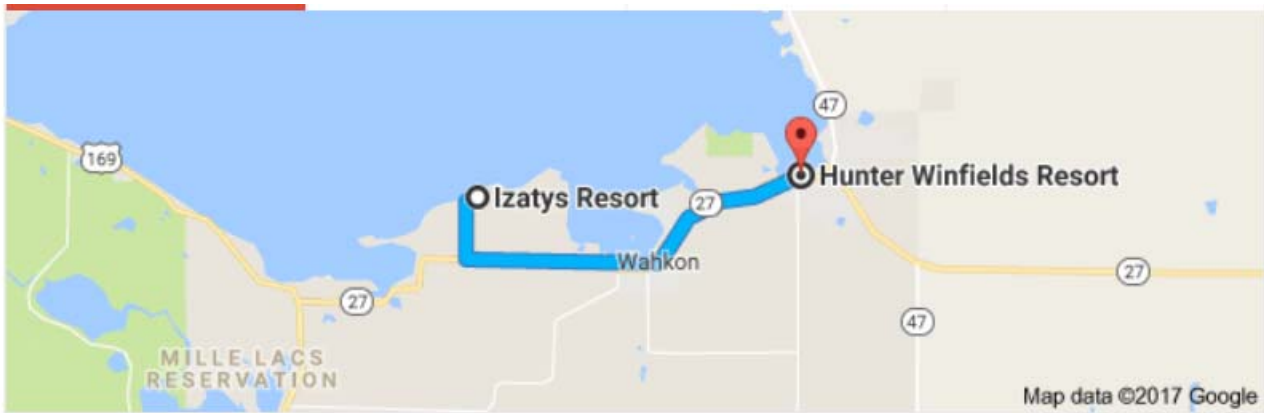 47
169
Hunter Winfields Resort
Izatys Resort
27
Wahkon
27
27
47
MILLE LACS
RESERVATION
Map data ©2017 Google